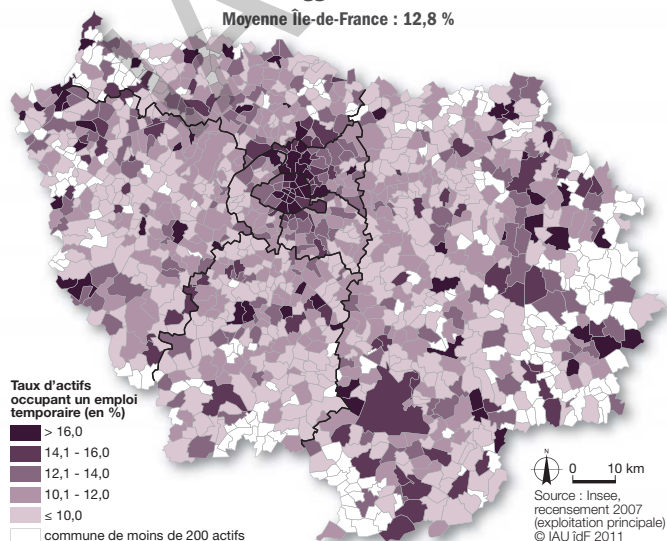 Moyenne Île-de-France : 12,8 %
Taux d'actifs
occupant un emploi
temporaire (en %)
> 16,0
14,1 - 16,0
12,1 - 14,0
10,1 - 12,0
≤ 10,0
commune de moins de 200 actifs
N
0 10 km
Source : Insee,
recensement 2007
(exploitation principale)
© IAU îdF 2011